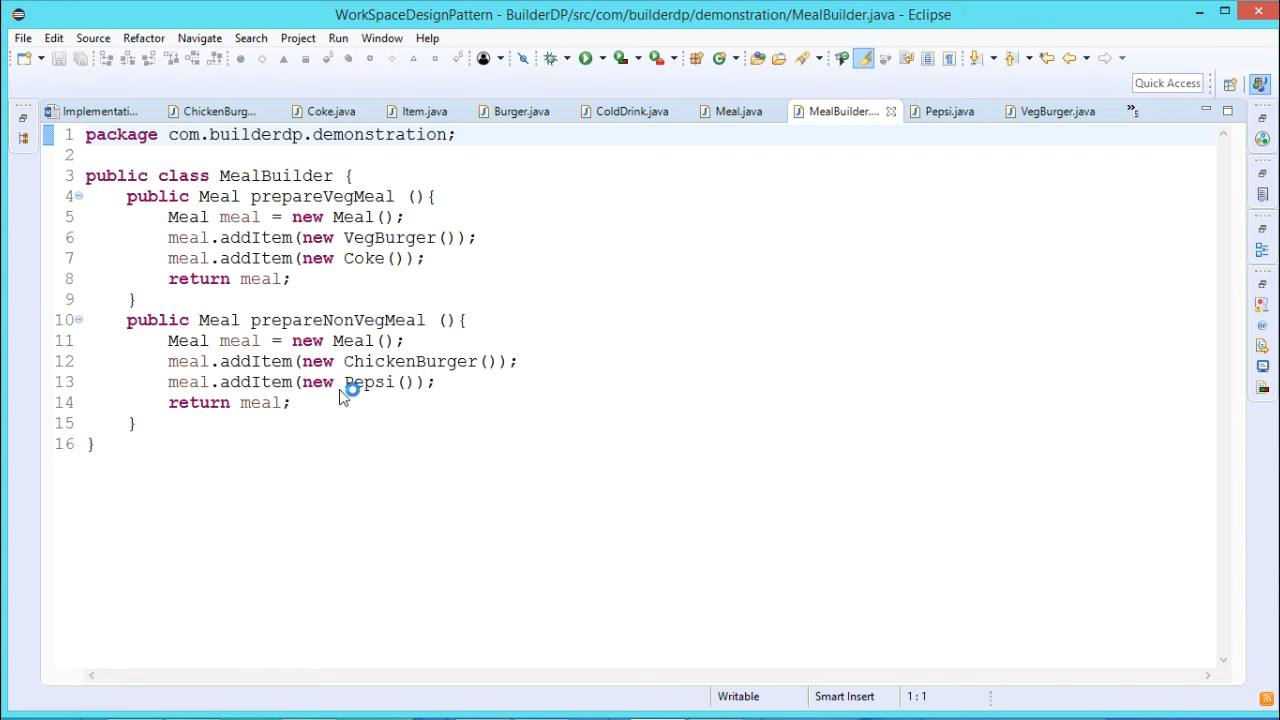 WorkSpaceDesignPattern - BuilderDP/src/com/builderdp/demonstration/MealBuilder.java - Eclipse
File Edit Source Refactor Navigate Search Project Run Window Help
Quick Access
Implementati... ChickenBurg... Coke.java Item.java Burger.java ColdDrink.java Meal.java MealBuilder.... Pepsi.java VegBurger.java »5
1 package com.builderdp.demonstration;
2
3 public class MealBuilder {
4 public Meal prepareVegMeal (){
5 Meal meal = new Meal();
6 meal.addItem(new VegBurger());
7 meal.addItem(new Coke());
8 return meal;
9 }
10 public Meal prepareNonVegMeal (){
11 Meal meal = new Meal();
12 meal.addItem(new ChickenBurger());
13 meal.addItem(new Pepsi());
14 return meal;
15 }
16 }
Writable Smart Insert 1 : 1